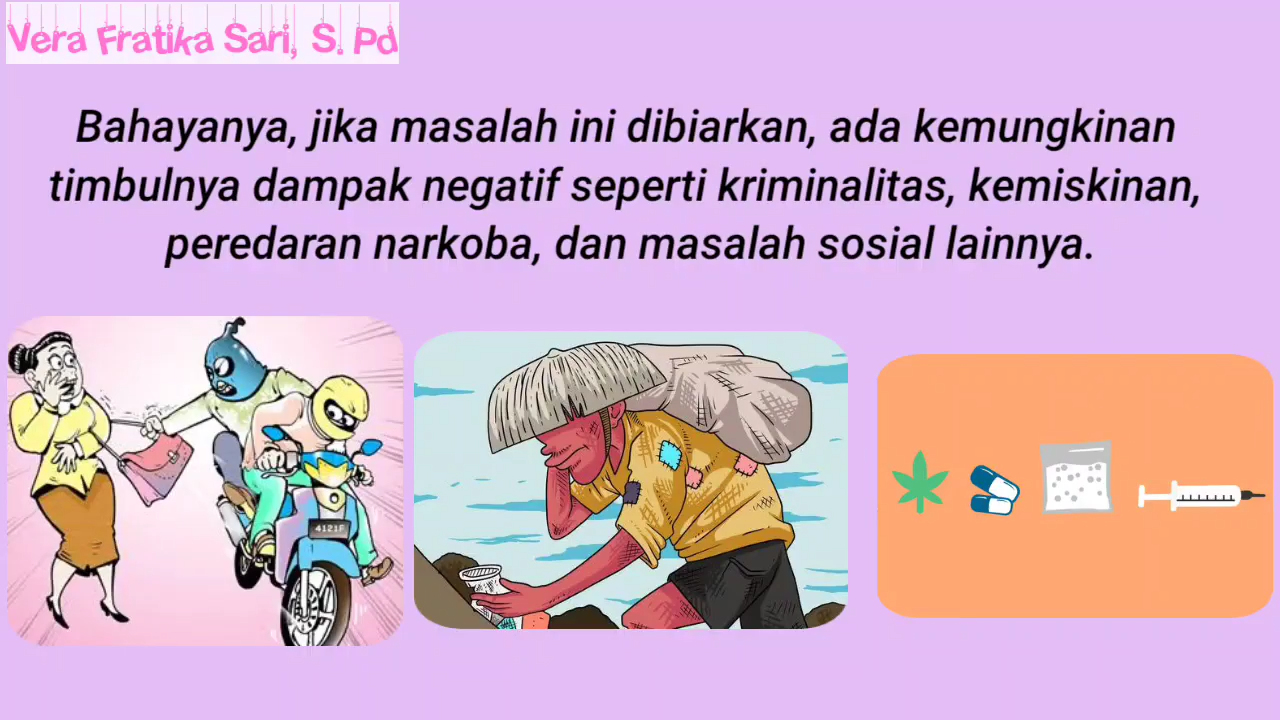 Vera Fratika Sari, S. Pd
Bahayanya, jika masalah ini dibiarkan, ada kemungkinan
timbulnya dampak negatif seperti kriminalitas, kemiskinan,
peredaran narkoba, dan masalah sosial lainnya.
4121F